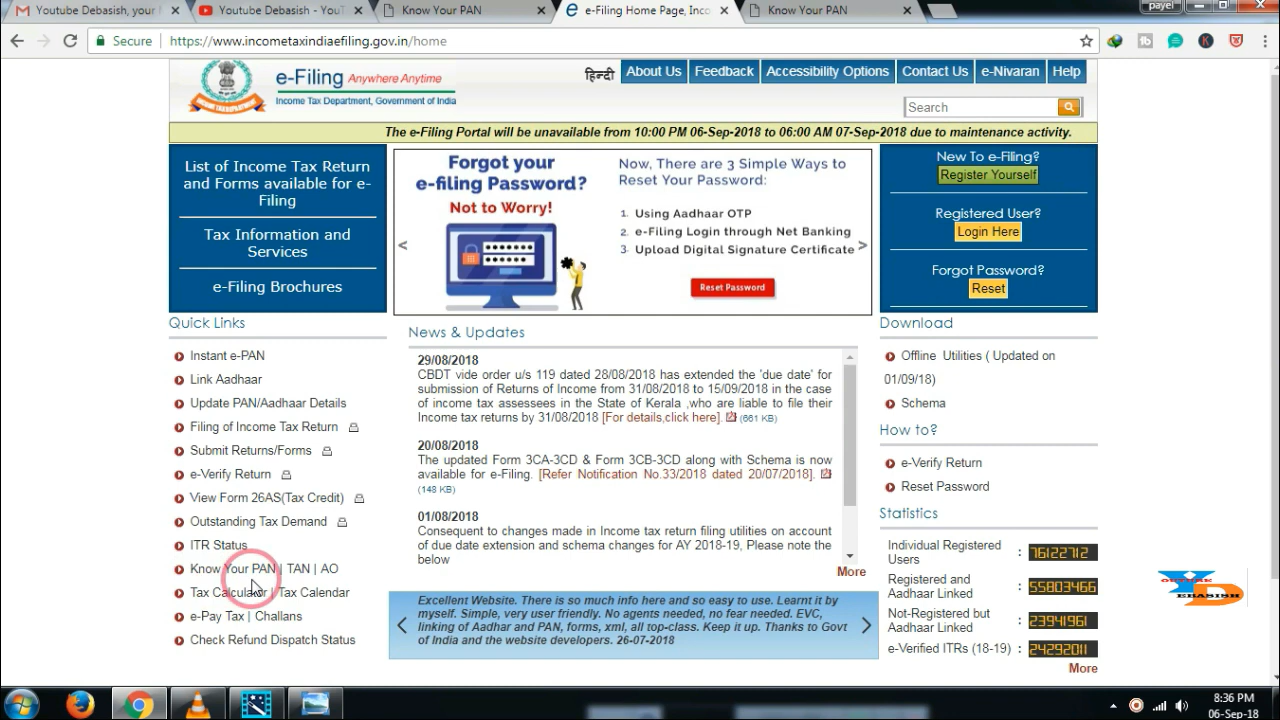 Youtube Debasish, your
Youtube Debasish - YouT
Know Your PAN
e-Filing Home Page, Inco
Know Your PAN
payel
Secure
https://www.incometaxindiaefiling.gov.in/home
e-Filing Anywhere Anytime
Income Tax Department, Government of India
हिन्दी
About Us
Feedback
Accessibility Options
Contact Us
e-Nivaran
Help
Search
The e-Filing Portal will be unavailable from 10:00 PM 06-Sep-2018 to 06:00 AM 07-Sep-2018 due to maintenance activity.
List of Income Tax Return
and Forms available for e-
Filing
Tax Information and
Services
e-Filing Brochures
Forgot your
e-filing Password?
Not to Worry!
Now, There are 3 Simple Ways to
Reset Your Password:
1. Using Aadhaar OTP
2. e-Filing Login through Net Banking
3. Upload Digital Signature Certificate
Reset Password
New To e-Filing?
Register Yourself
Registered User?
Login Here
Forgot Password?
Reset
Quick Links
Instant e-PAN
Link Aadhaar
Update PAN/Aadhaar Details
Filing of Income Tax Return
Submit Returns/Forms
e-Verify Return
View Form 26AS(Tax Credit)
Outstanding Tax Demand
ITR Status
Know Your PAN | TAN | AO
Tax Calculator | Tax Calendar
e-Pay Tax | Challans
Check Refund Dispatch Status
News & Updates
29/08/2018
CBDT vide order u/s 119 dated 28/08/2018 has extended the 'due date' for
submission of Returns of Income from 31/08/2018 to 15/09/2018 in the case
of income tax assessees in the State of Kerala ,who are liable to file their
Income tax returns by 31/08/2018 [For details,click here]. (661 KB)
20/08/2018
The updated Form 3CA-3CD & Form 3CB-3CD along with Schema is now
available for e-Filing. [Refer Notification No.33/2018 dated 20/07/2018].
(148 KB)
01/08/2018
Consequent to changes made in Income tax return filing utilities on account
of due date extension and schema changes for AY 2018-19, Please note the
below
More
Excellent Website. There is so much info here and so easy to use. Learnt it by
myself. Simple, very user friendly. No agents needed, no fear needed. EVC,
linking of Aadhar and PAN, forms, xml, all top-class. Keep it up. Thanks to Govt
of India and the website developers. 26-07-2018
Download
Offline Utilities ( Updated on
01/09/18)
Schema
How to?
e-Verify Return
Reset Password
Statistics
Individual Registered
Users : 76122712
Registered and
Aadhaar Linked : 55803466
Not-Registered but
Aadhaar Linked : 23941961
e-Verified ITRs (18-19) : 24292011
More
8:36 PM
06-Sep-18